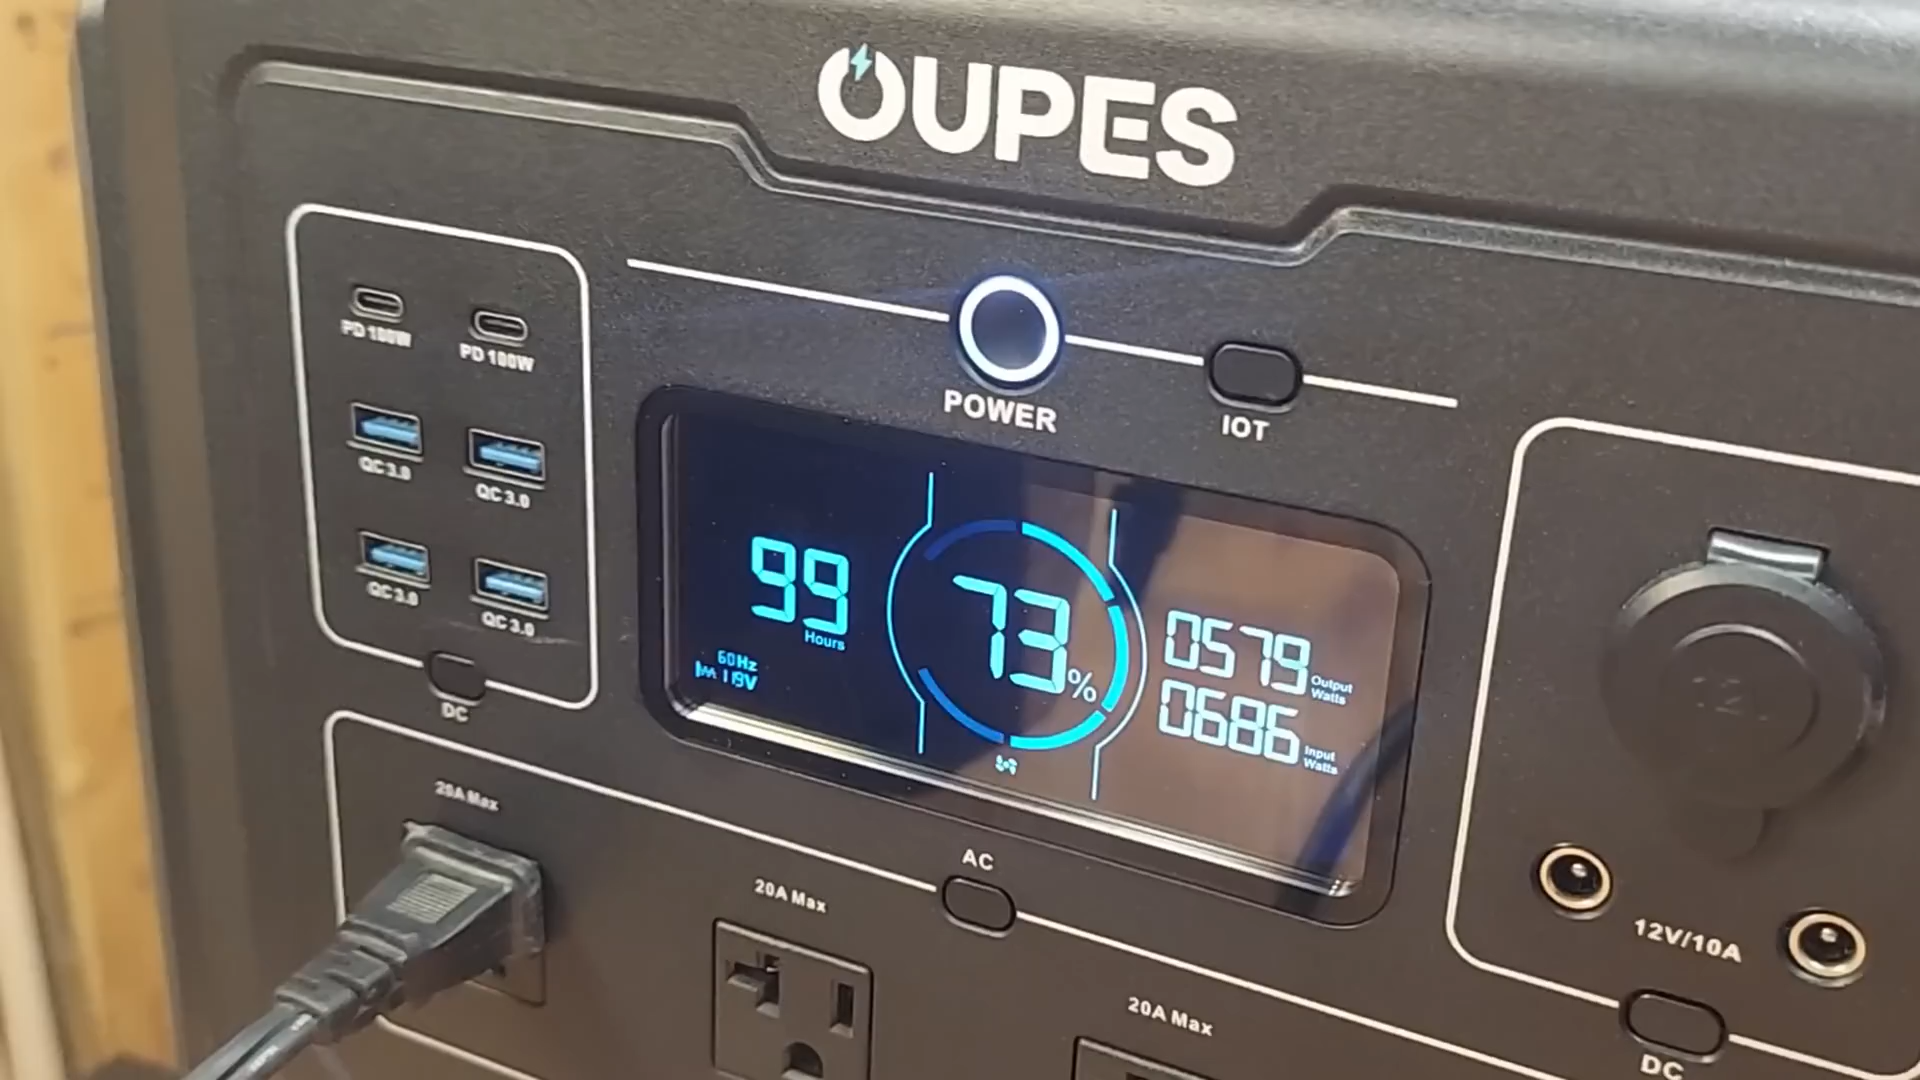 OUPES
PD 100W
PD 100W
QC 3.0
QC 3.0
QC 3.0
QC 3.0
DC
POWER
IOT
99
Hours
60Hz
119V
73%
0579
Output
Watts
0686
Input
Watts
20A Max
20A Max
20A Max
AC
12V/10A
DC